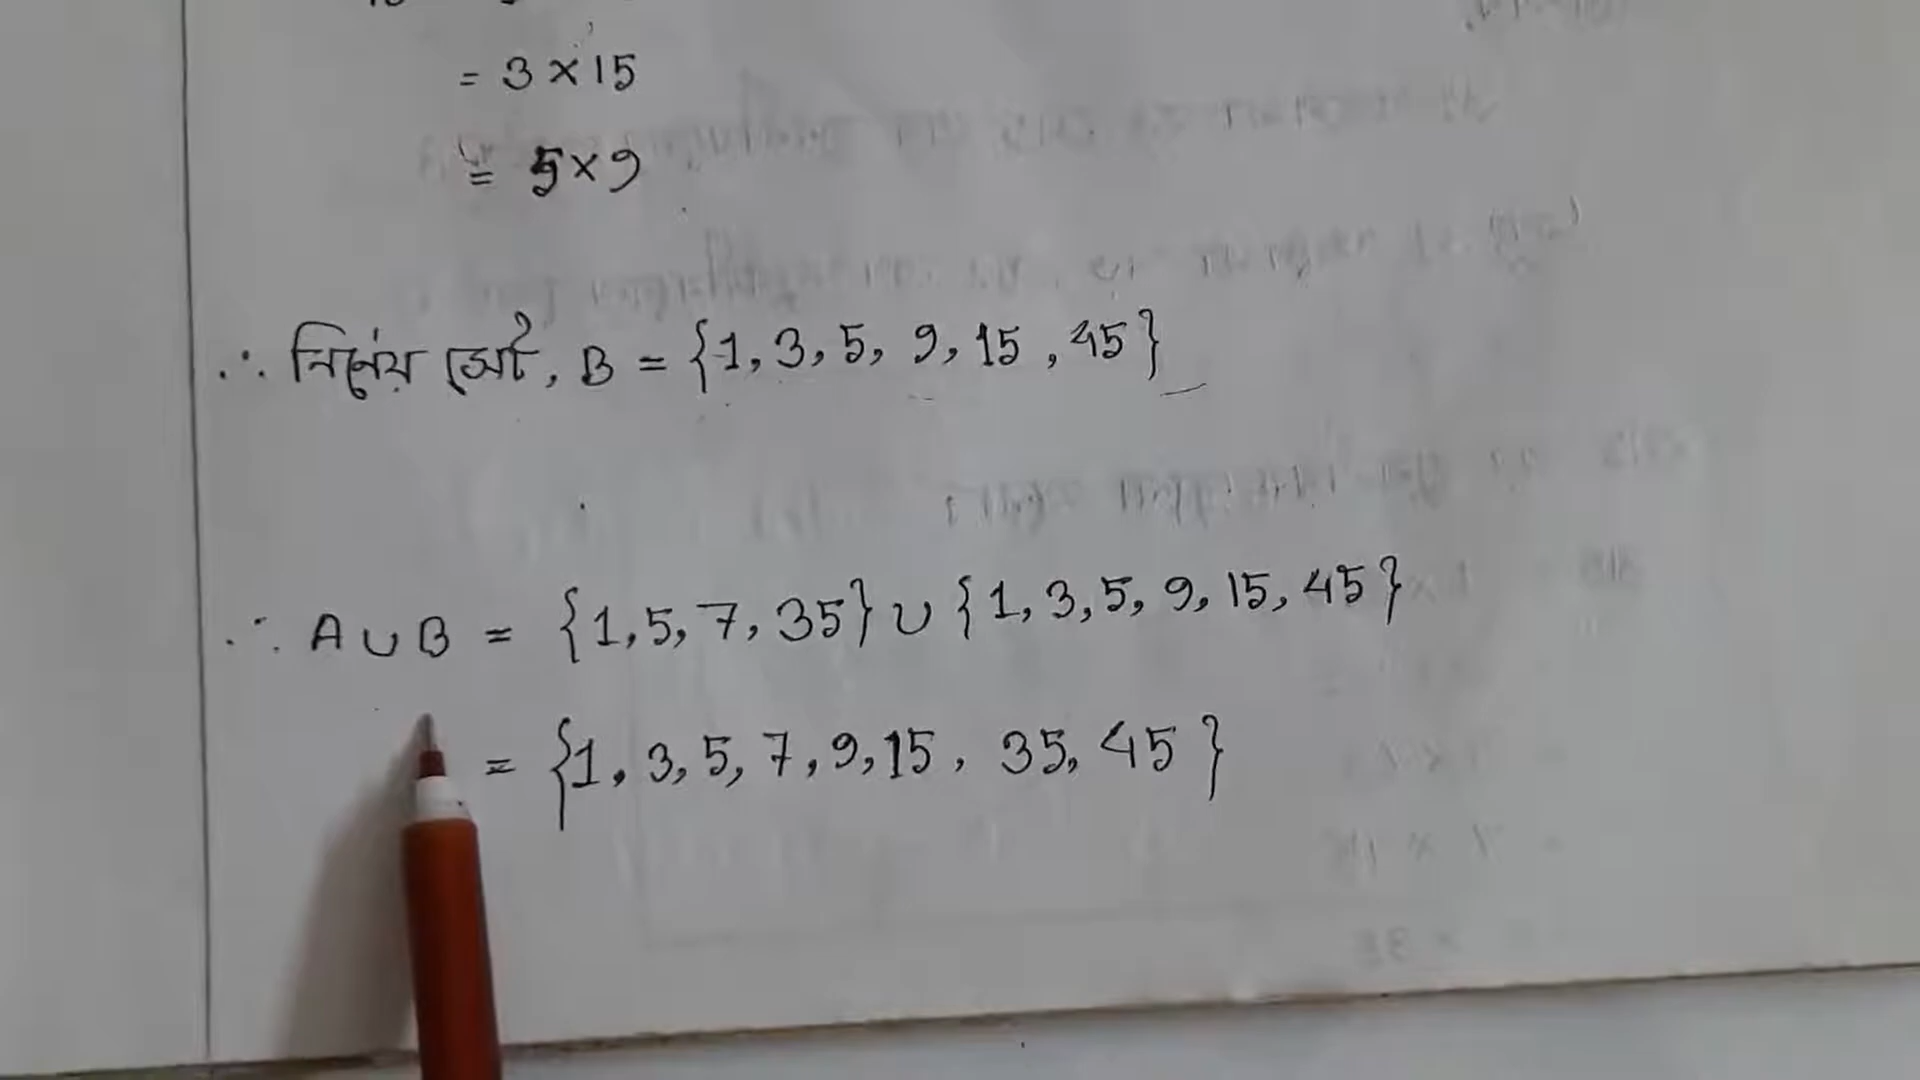 = 3 × 15
= 5 × 9
∴ নির্ণেয় সেট, B = {1, 3, 5, 9, 15, 45}
∴ A ∪ B = {1, 5, 7, 35} ∪ {1, 3, 5, 9, 15, 45}
= {1, 3, 5, 7, 9, 15, 35, 45}